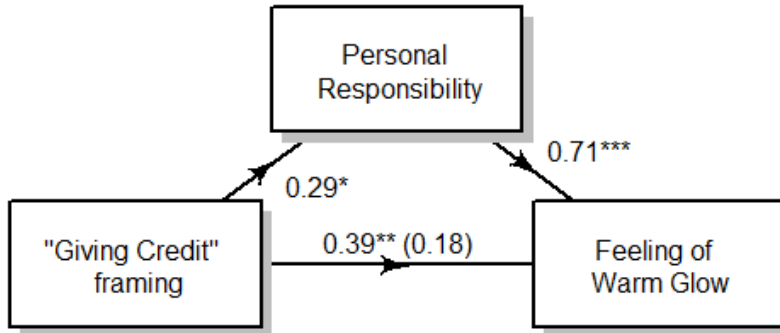 Personal
Responsibility
0.71***
0.29*
"Giving Credit"
framing
0.39** (0.18)
Feeling of
Warm Glow